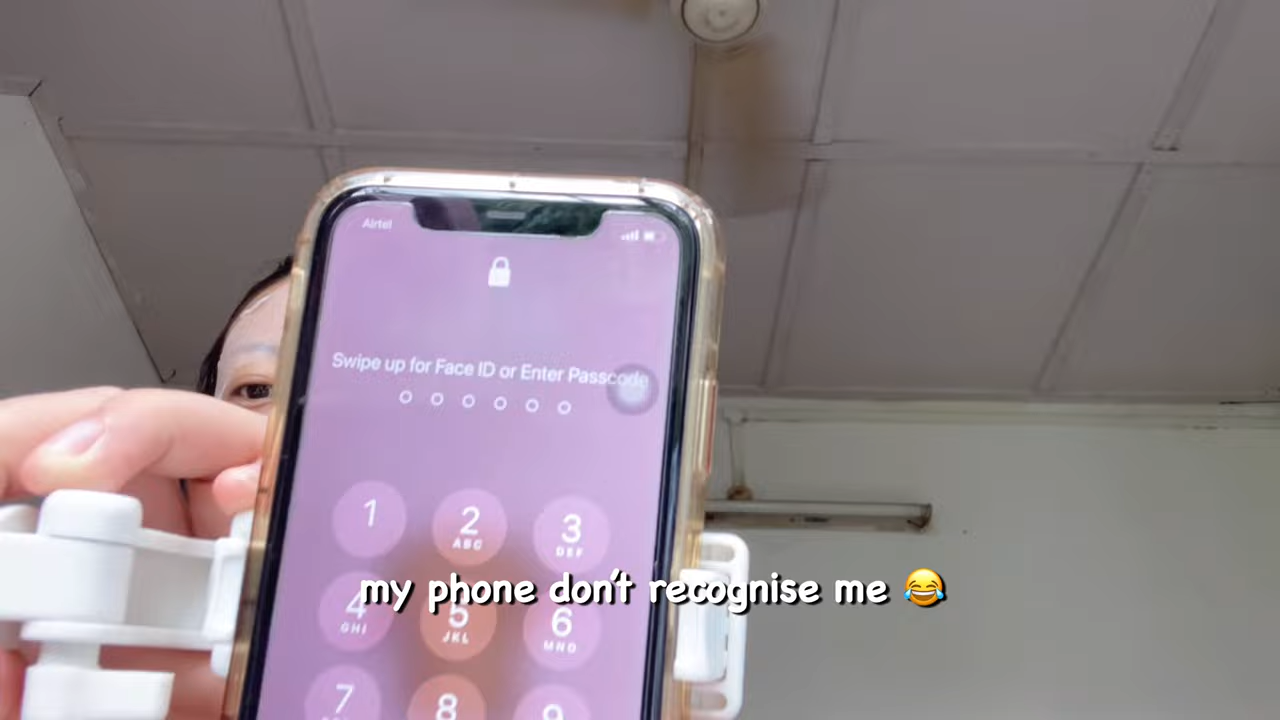 Airtel
Swipe up for Face ID or Enter Passcode
1
2
3
ABC
DEF
my phone don't recognise me 😂
4
5
6
GHI
JKL
MNO
7
8
9